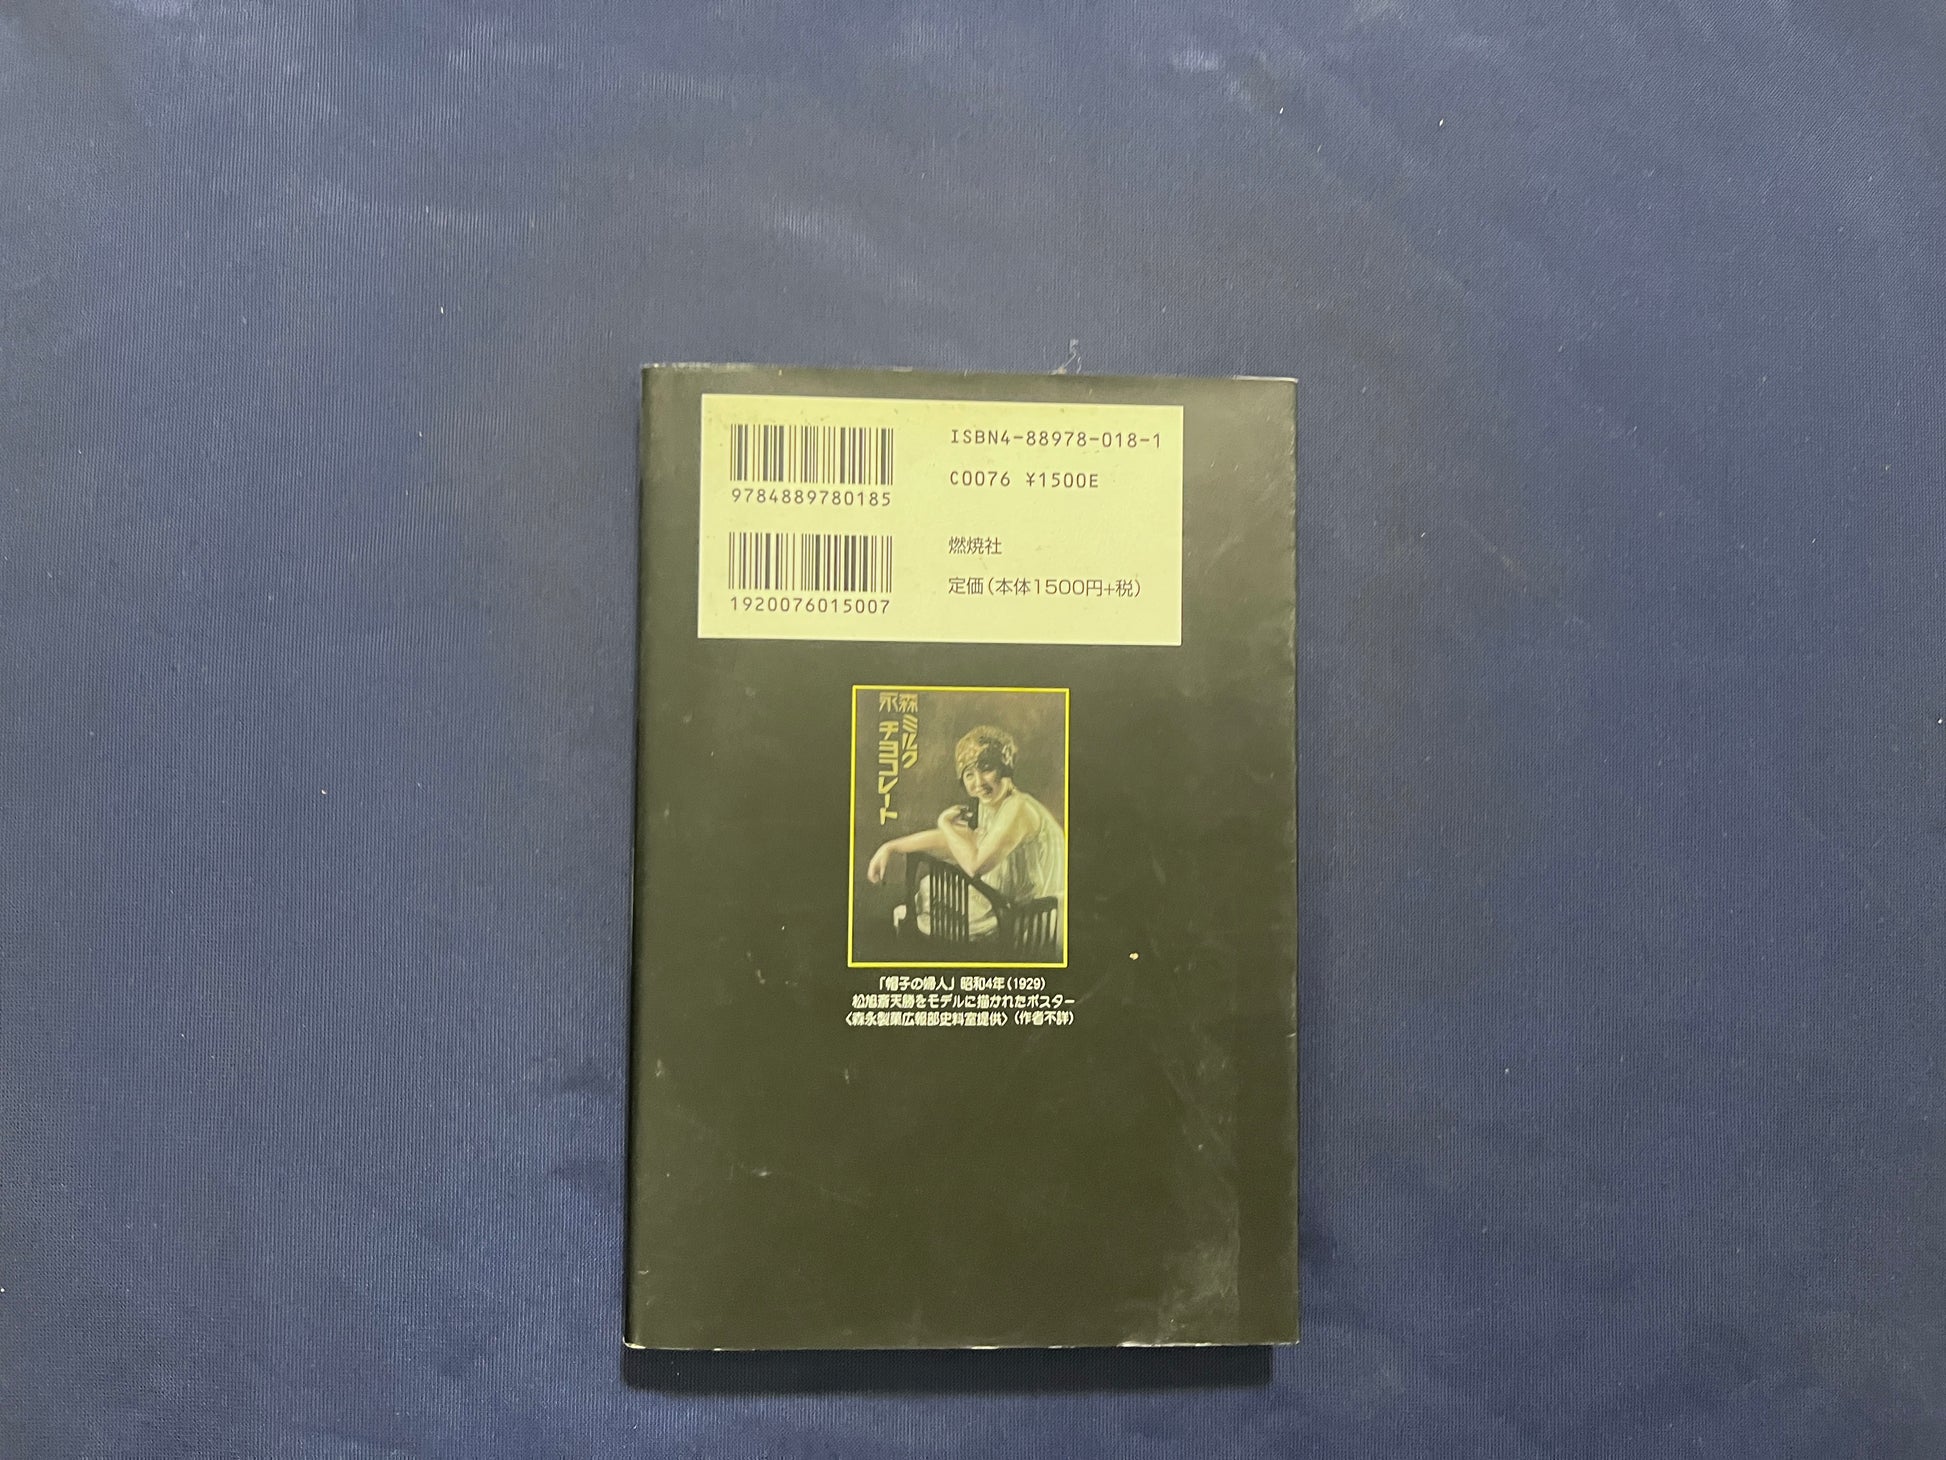 ISBN4-88978-018-1
C0076 ¥1500E
9784889780185
燃焼社
定価(本体1500円+税)
1920076015007
森永
ミルク
チヨコレート
「帽子の婦人」昭和4年(1929)
松旭斎天勝をモデルに描かれたポスター
〈森永製菓広報部史料室提供〉(作者不詳)